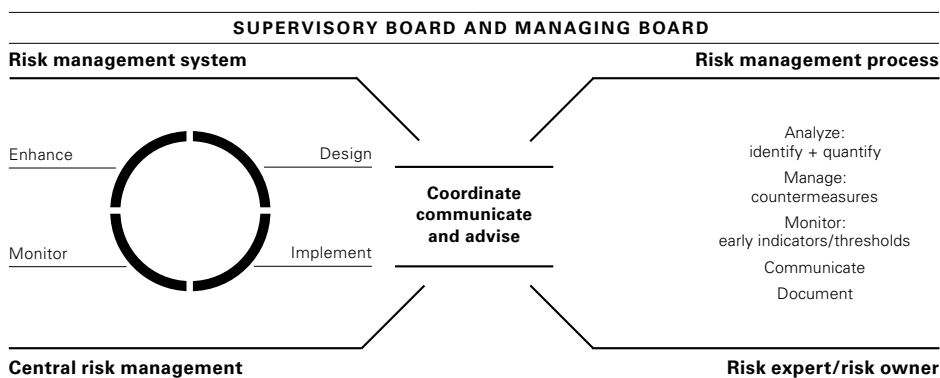 SUPERVISORY BOARD AND MANAGING BOARD
Risk management system
Risk management process
Enhance
Design
Monitor
Implement
Coordinate
communicate
and advise
Analyze:
identify + quantify
Manage:
countermeasures
Monitor:
early indicators/thresholds
Communicate
Document
Central risk management
Risk expert/risk owner